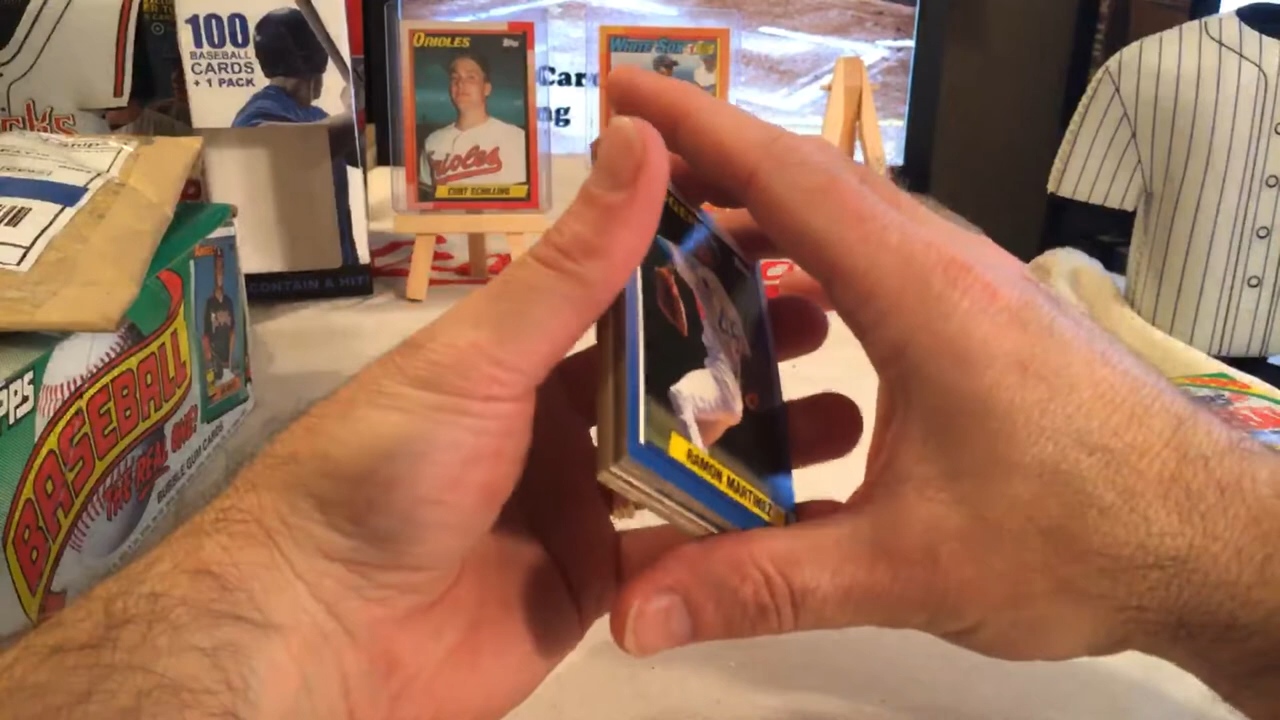 100
BASEBALL
CARDS
+ 1 PACK
CONTAIN A HIT!
ORIOLES
Topps
Orioles
CURT SCHILLING
WHITE SOX
Car
ng
RAMON MARTINEZ
PPS
BASEBALL
THE REAL ONE!
BUBBLE GUM CARDS